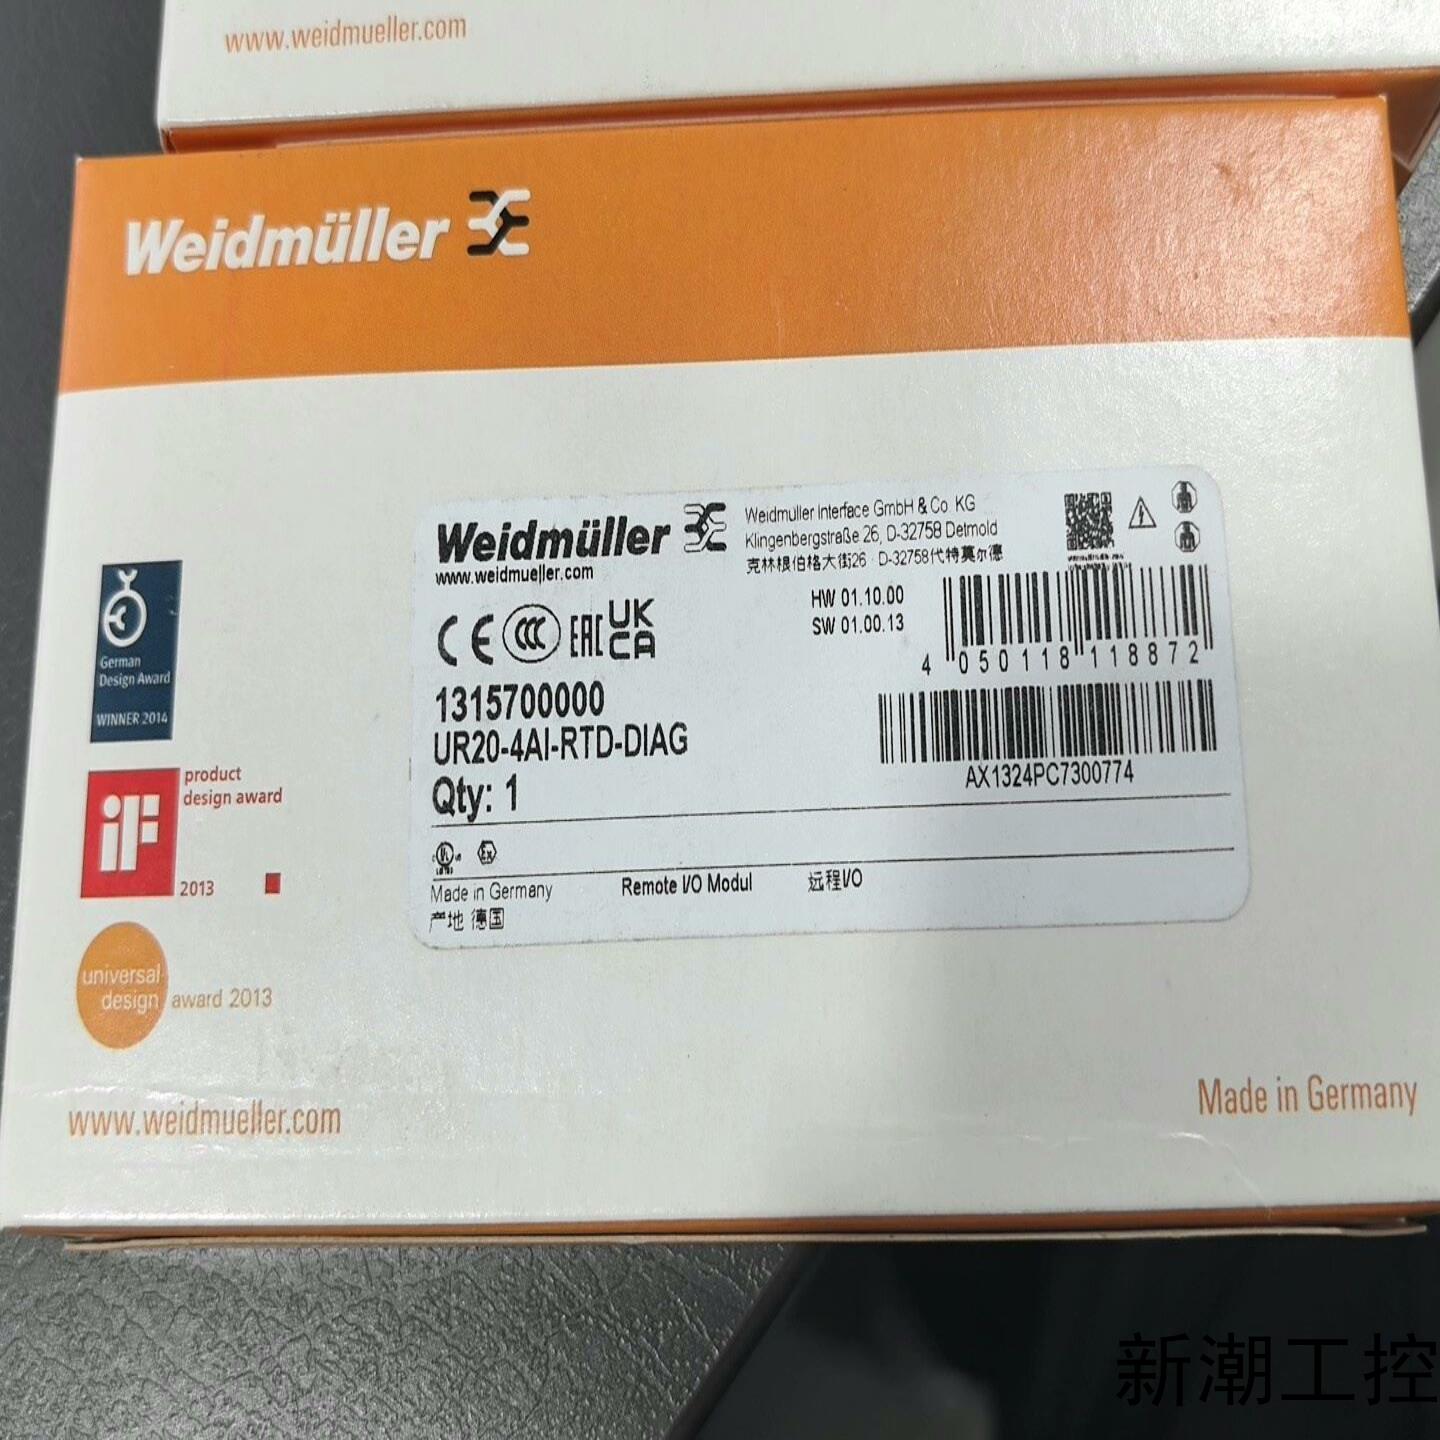 www.weidmueller.com
Weidmüller
Weidmüller
www.weidmueller.com
Weidmüller Interface GmbH & Co. KG
Klingenbergstraße 26, D-32758 Detmold
克林根伯格大街26 · D-32758代特莫尔德
HW 01.10.00
SW 01.00.13
CE CCC EAC UK CA
4 050118 118872
1315700000
UR20-4AI-RTD-DIAG
Qty: 1
AX1324PC7300774
Ex
Made in Germany
Remote I/O Modul
远程I/O
产地 德国
German
Design Award
WINNER 2014
iF
product
design award
2013
universal
design award 2013
www.weidmueller.com
Made in Germany
新潮工控